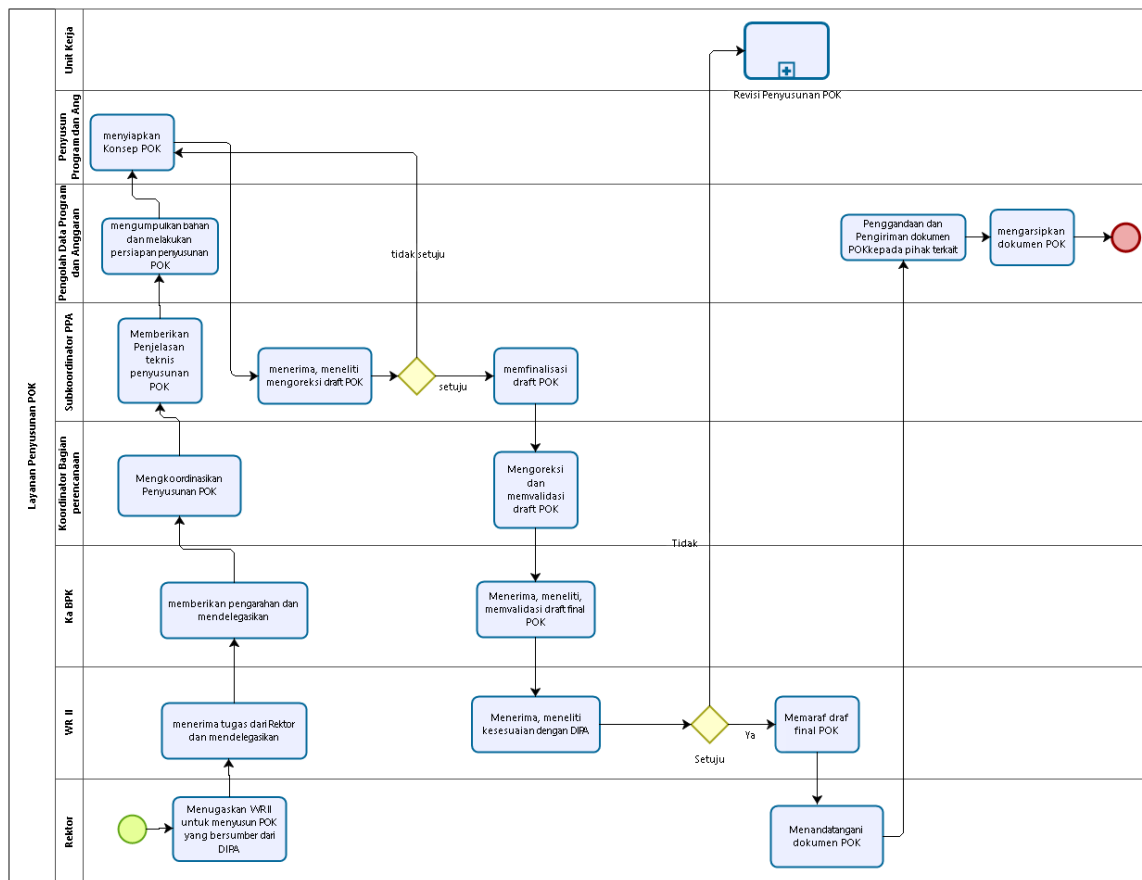 Layanan Penyusunan POK
Unit Kerja
Revisi Penyusunan POK
Penyusun
Program dan Ang
menyiapkan
Konsep POK
Pengolah Data Program
dan Anggaran
mengumpulkan bahan
dan melakukan
persiapan penyusunan
POK
tidak setuju
Penggandaan dan
Pengiriman dokumen
POKkepada pihak terkait
mengarsipkan
dokumen POK
Subkoordinator PPA
Memberikan
Penjelasan
teknis
penyusunan
POK
menerima, meneliti
mengoreksi draft POK
setuju
memfinalisasi
draft POK
Koordinator Bagian
perencanaan
Mengkoordinasikan
Penyusunan POK
Mengoreksi
dan
memvalidasi
draft POK
Tidak
Ka BPK
memberikan pengarahan dan
mendelegasikan
Menerima, meneliti,
memvalidasi draft final
POK
WR II
menerima tugas dari Rektor
dan mendelegasikan
Menerima, meneliti
kesesuaian dengan DIPA
Setuju
Ya
Memaraf draf
final POK
Rektor
Menugaskan WR II
untuk menyusun POK
yang bersumber dari
DIPA
Menandatangani
dokumen POK